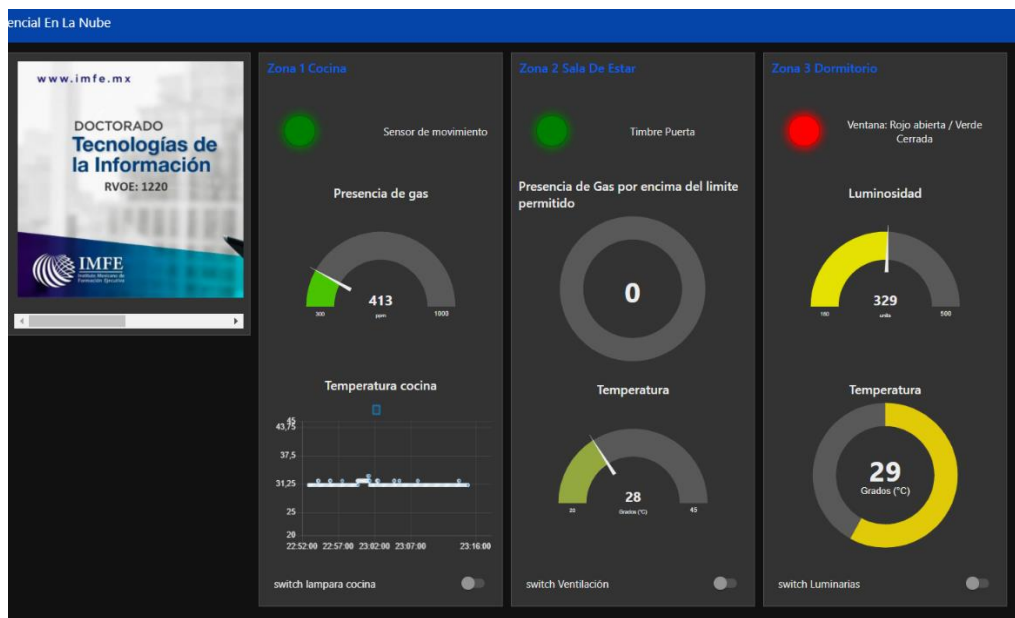 encial En La Nube
www.imfe.mx
DOCTORADO
Tecnologías de
la Información
RVOE: 1220
IMFE
Instituto Mexicano de
Formación Ejecutiva
Zona 1 Cocina
Sensor de movimiento
Presencia de gas
413
300
ppm
1000
Temperatura cocina
45
43,75
37,5
31,25
25
20
22:52:00 22:57:00 23:02:00 23:07:00 23:16:00
switch lampara cocina
Zona 2 Sala De Estar
Timbre Puerta
Presencia de Gas por encima del limite
permitido
0
Temperatura
28
Grados (°C)
45
switch Ventilación
Zona 3 Dormitorio
Ventana: Rojo abierta / Verde
Cerrada
Luminosidad
329
units
500
Temperatura
29
Grados (°C)
switch Luminarias